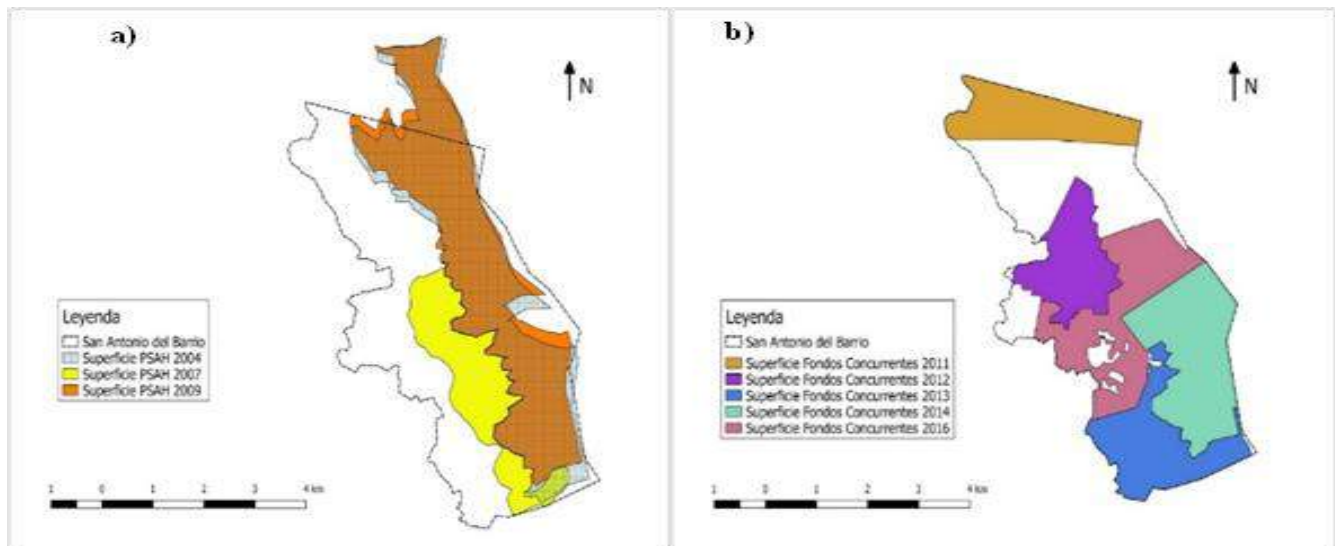 a)
N
Leyenda
San Antonio del Barrio
Superficie PSAH 2004
Superficie PSAH 2007
Superficie PSAH 2009
1 0 1 2 3 4 km
b)
N
Leyenda
San Antonio del Barrio
Superficie Fondos Concurrentes 2011
Superficie Fondos Concurrentes 2012
Superficie Fondos Concurrentes 2013
Superficie Fondos Concurrentes 2014
Superficie Fondos Concurrentes 2016
1 0 1 2 3 4 km